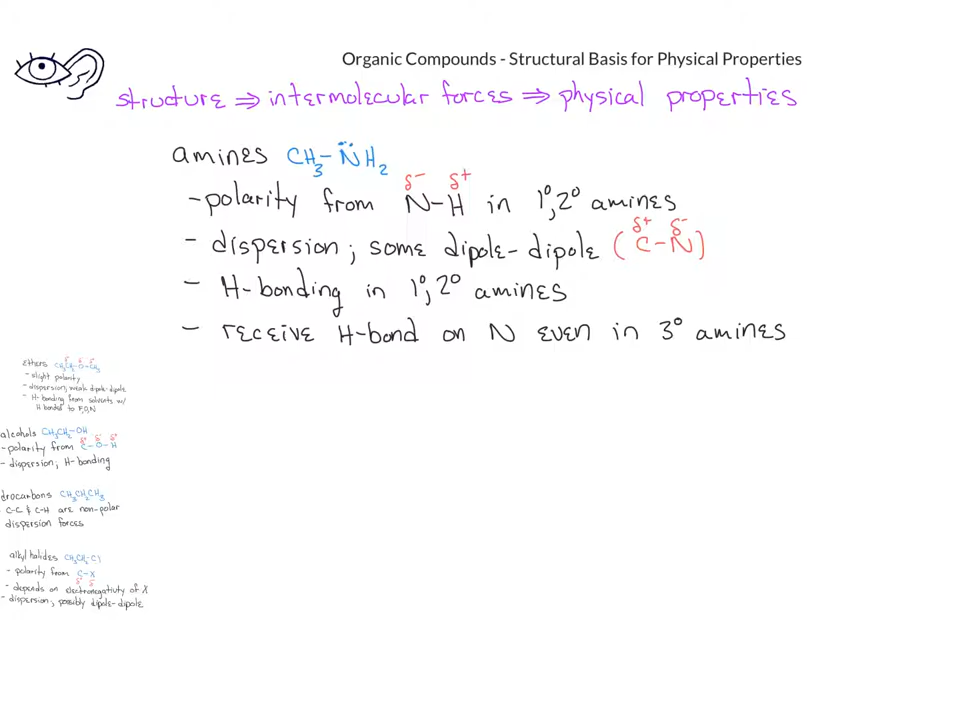 Organic Compounds - Structural Basis for Physical Properties
structure ⇒ intermolecular forces ⇒ physical properties
amines CH₃-N̈H₂
- polarity from N-H in 1°, 2° amines
δ⁻ δ⁺
- dispersion; some dipole-dipole (C-N)
δ⁺ δ⁻
- H-bonding in 1°, 2° amines
- receive H-bond on N even in 3° amines
ethers CH₃CH₂-O-CH₃
- slight polarity
- dispersion, weak dipole-dipole
- H-bonding from solvents w/
H bonded to F,O,N
alcohols CH₃CH₂-OH
- polarity from C-O-H
δ⁺ δ⁻ δ⁺
- dispersion; H-bonding
drocarbons CH₃CH₂CH₃
C-C & C-H are non-polar
dispersion forces
alkyl halides CH₃CH₂-Cl
- polarity from C-X
- depends on electronegativity of X
- dispersion; possibly dipole-dipole